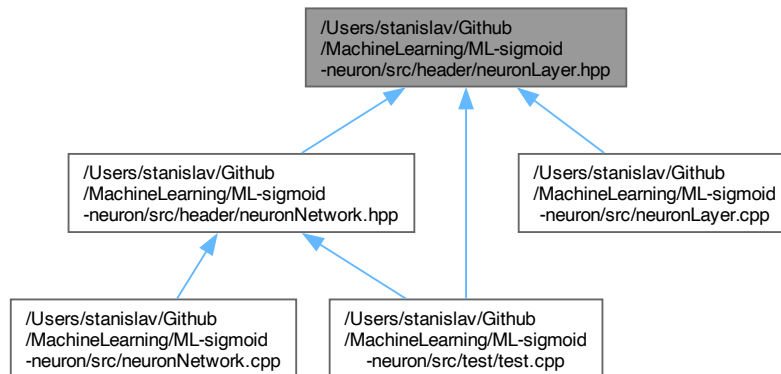 /Users/stanislav/Github
/MachineLearning/ML-sigmoid
-neuron/src/header/neuronLayer.hpp
/Users/stanislav/Github
/MachineLearning/ML-sigmoid
-neuron/src/header/neuronNetwork.hpp
/Users/stanislav/Github
/MachineLearning/ML-sigmoid
-neuron/src/neuronLayer.cpp
/Users/stanislav/Github
/MachineLearning/ML-sigmoid
-neuron/src/neuronNetwork.cpp
/Users/stanislav/Github
/MachineLearning/ML-sigmoid
-neuron/src/test/test.cpp